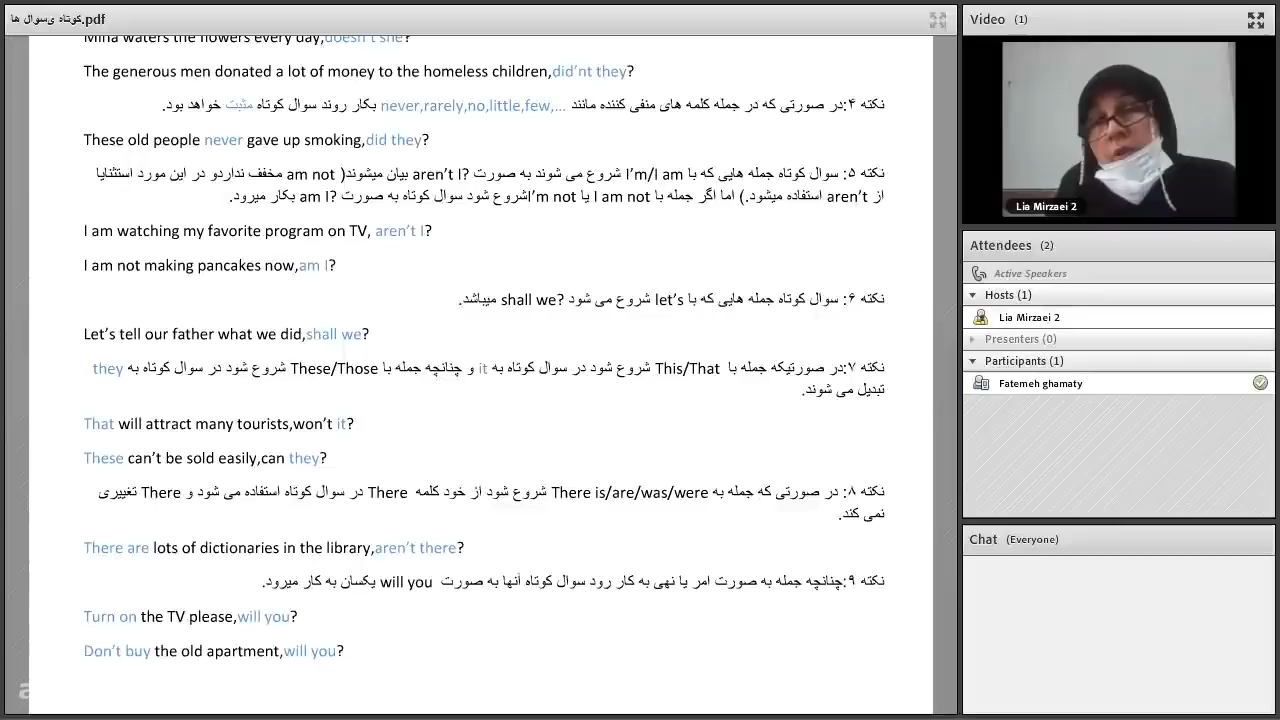 کوتاه ی‌سوال ها.pdf
Mina waters the flowers every day,doesn't she?
The generous men donated a lot of money to the homeless children,did'nt they?
نکته ۴:در صورتی که در جمله کلمه های منفی کننده مانند never,rarely,no,little,few,... بکار روند سوال کوتاه مثبت خواهد بود.
These old people never gave up smoking,did they?
نکته ۵: سوال کوتاه جمله هایی که با I'm/I am شروع می شوند به صورت aren't I? بیان میشوند( am not مخفف نداردو در این مورد استثنایا
از aren't استفاده میشود.) اما اگر جمله با I am not یا I'm notشروع شود سوال کوتاه به صورت am I? بکار میرود.
I am watching my favorite program on TV, aren't I?
I am not making pancakes now,am I?
نکته ۶: سوال کوتاه جمله هایی که با let's شروع می شود shall we? میباشد.
Let's tell our father what we did,shall we?
نکته ۷:در صورتیکه جمله با This/That شروع شود در سوال کوتاه به it و چنانچه جمله با These/Those شروع شود در سوال کوتاه به they
تبدیل می شوند.
That will attract many tourists,won't it?
These can't be sold easily,can they?
نکته ۸: در صورتی که جمله به There is/are/was/were شروع شود از خود کلمه There در سوال کوتاه استفاده می شود و There تغییری
نمی کند.
There are lots of dictionaries in the library,aren't there?
نکته ۹:چنانچه جمله به صورت امر یا نهی به کار رود سوال کوتاه آنها به صورت will you یکسان به کار میرود.
Turn on the TV please,will you?
Don't buy the old apartment,will you?
Video (1)
Lia Mirzaei 2
Attendees (2)
Active Speakers
Hosts (1)
Lia Mirzaei 2
Presenters (0)
Participants (1)
Fatemeh ghamaty
Chat (Everyone)